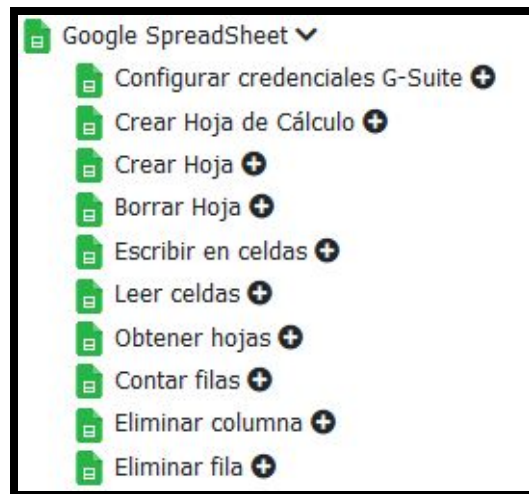 Google SpreadSheet
Configurar credenciales G-Suite
Crear Hoja de Cálculo
Crear Hoja
Borrar Hoja
Escribir en celdas
Leer celdas
Obtener hojas
Contar filas
Eliminar columna
Eliminar fila